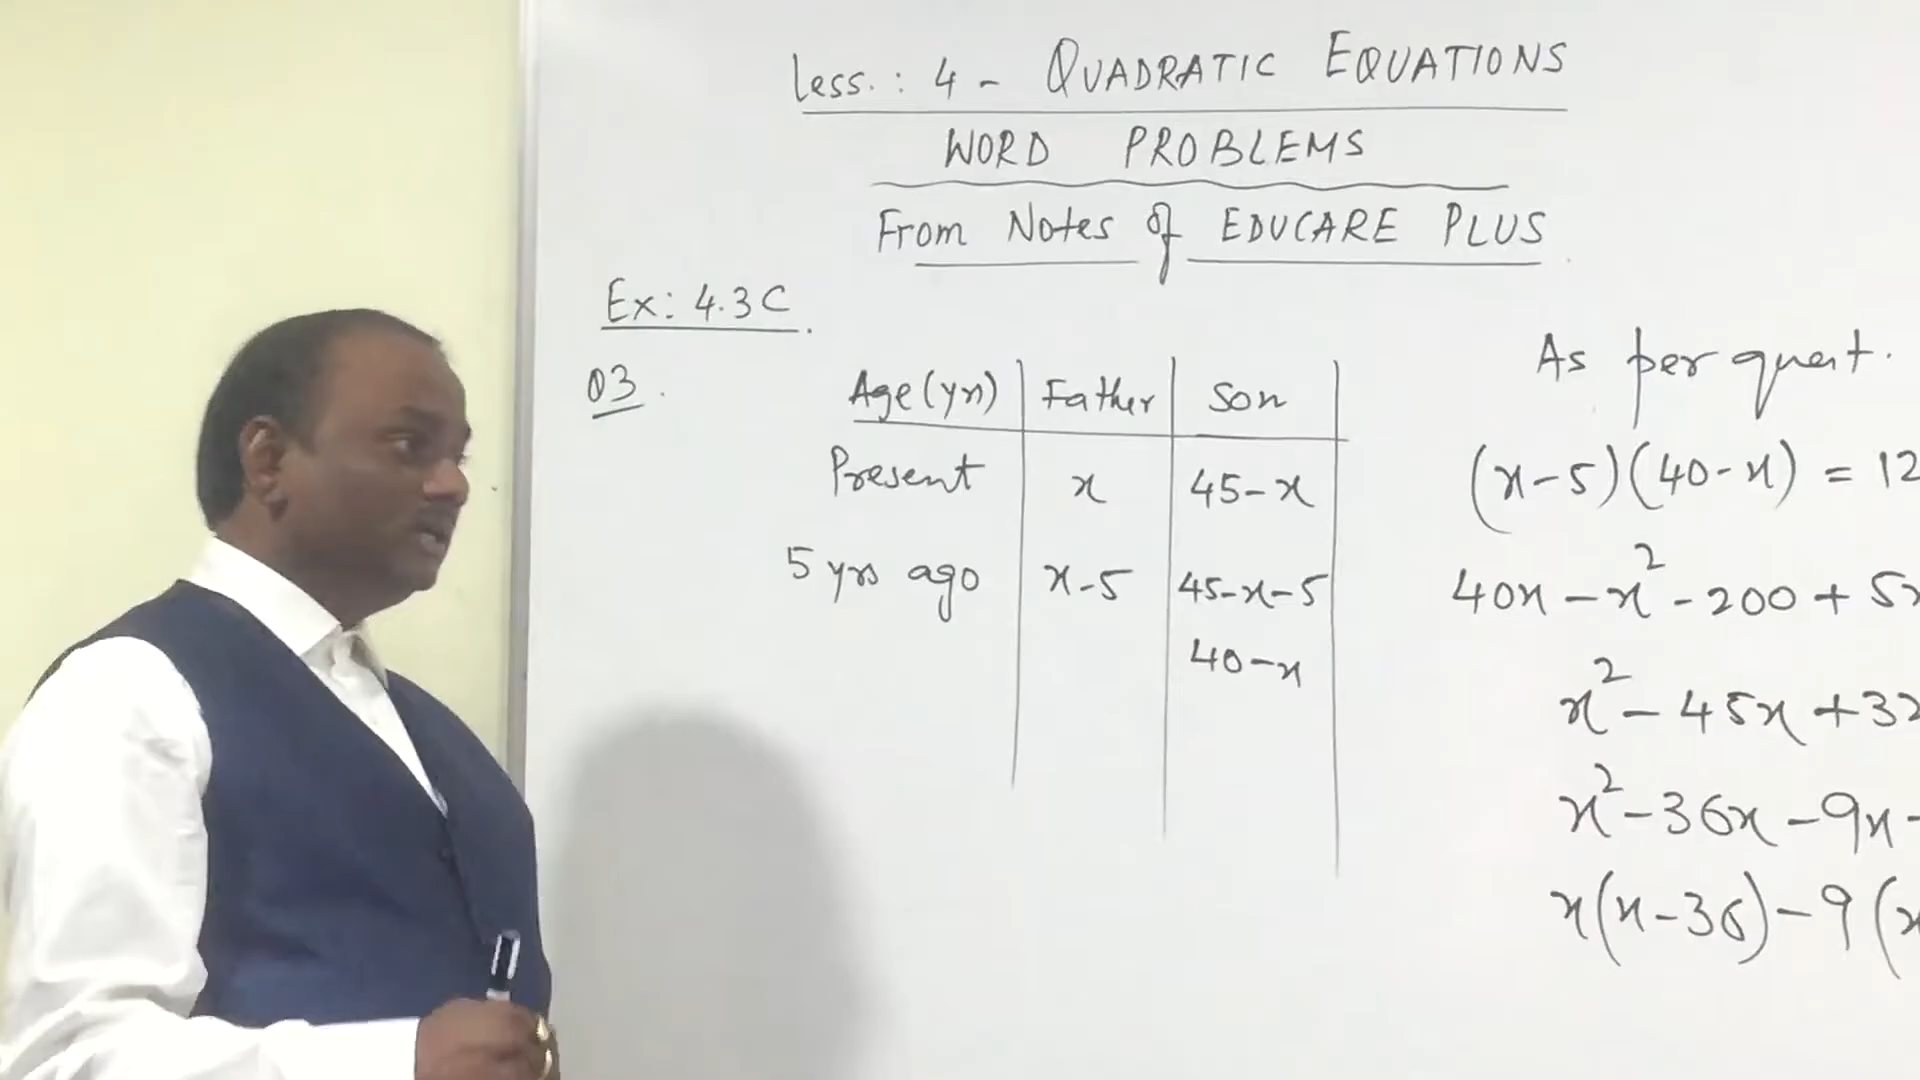 Less.: 4 - QUADRATIC EQUATIONS
WORD PROBLEMS
From Notes of EDUCARE PLUS
Ex: 4.3C.
Q3.
Age (yrs) Father Son
Present x 45-x
5 yrs ago x-5 45-x-5
40-x
As per quest.
(x-5)(40-x) = 12
40x - x² - 200 + 5x
x² - 45x + 32
x² - 36x - 9x -
x(x-36) - 9(x